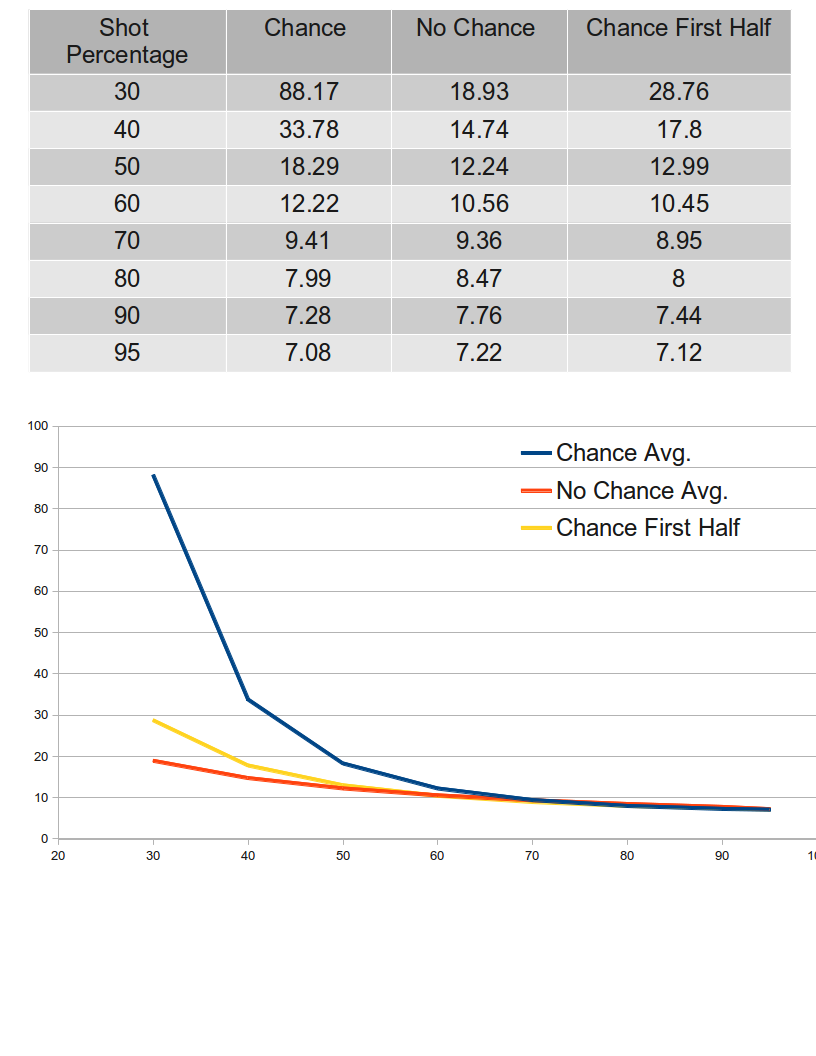 Shot Percentage Chance No Chance Chance First Half
30 88.17 18.93 28.76
40 33.78 14.74 17.8
50 18.29 12.24 12.99
60 12.22 10.56 10.45
70 9.41 9.36 8.95
80 7.99 8.47 8
90 7.28 7.76 7.44
95 7.08 7.22 7.12
100
90
80
70
60
50
40
30
20
10
0
Chance Avg.
No Chance Avg.
Chance First Half
20 30 40 50 60 70 80 90